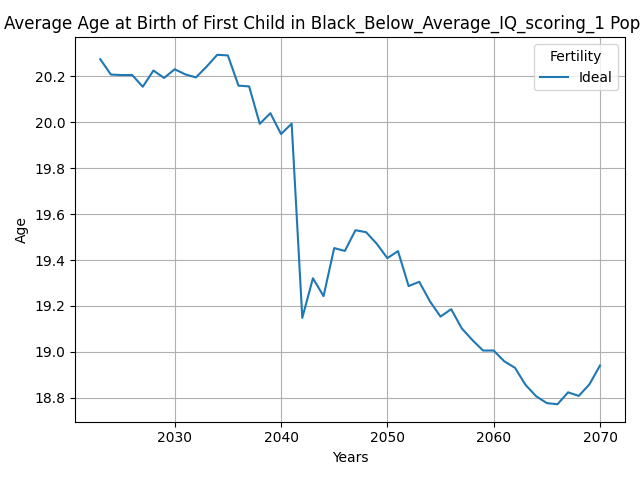 Average Age at Birth of First Child in Black_Below_Average_IQ_scoring_1 Pop
Fertility
Ideal
20.2
20.0
19.8
19.6
19.4
19.2
19.0
18.8
Age
2030 2040 2050 2060 2070
Years